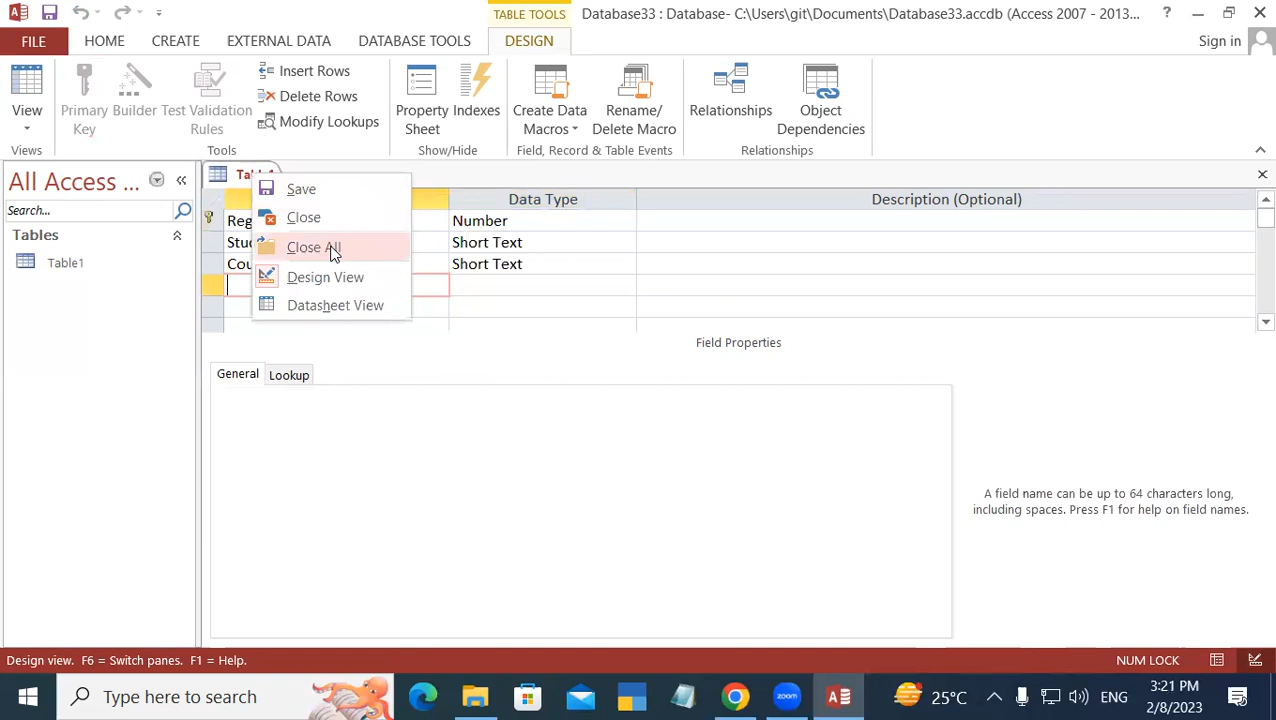 TABLE TOOLS
Database33 : Database- C:\Users\git\Documents\Database33.accdb (Access 2007 - 2013...
?
FILE
HOME
CREATE
EXTERNAL DATA
DATABASE TOOLS
DESIGN
Sign in
View
Primary Key
Builder
Test Validation Rules
Insert Rows
Delete Rows
Modify Lookups
Property Sheet
Indexes
Create Data Macros
Rename/ Delete Macro
Relationships
Object Dependencies
Views
Tools
Show/Hide
Field, Record & Table Events
Relationships
All Access ...
Search...
Tables
Table1
Save
Close
Close All
Design View
Datasheet View
Data Type
Description (Optional)
Number
Short Text
Short Text
Field Properties
General
Lookup
A field name can be up to 64 characters long,
including spaces. Press F1 for help on field names.
Design view.  F6 = Switch panes.  F1 = Help.
NUM LOCK
Type here to search
zoom
25°C
ENG
3:21 PM
2/8/2023